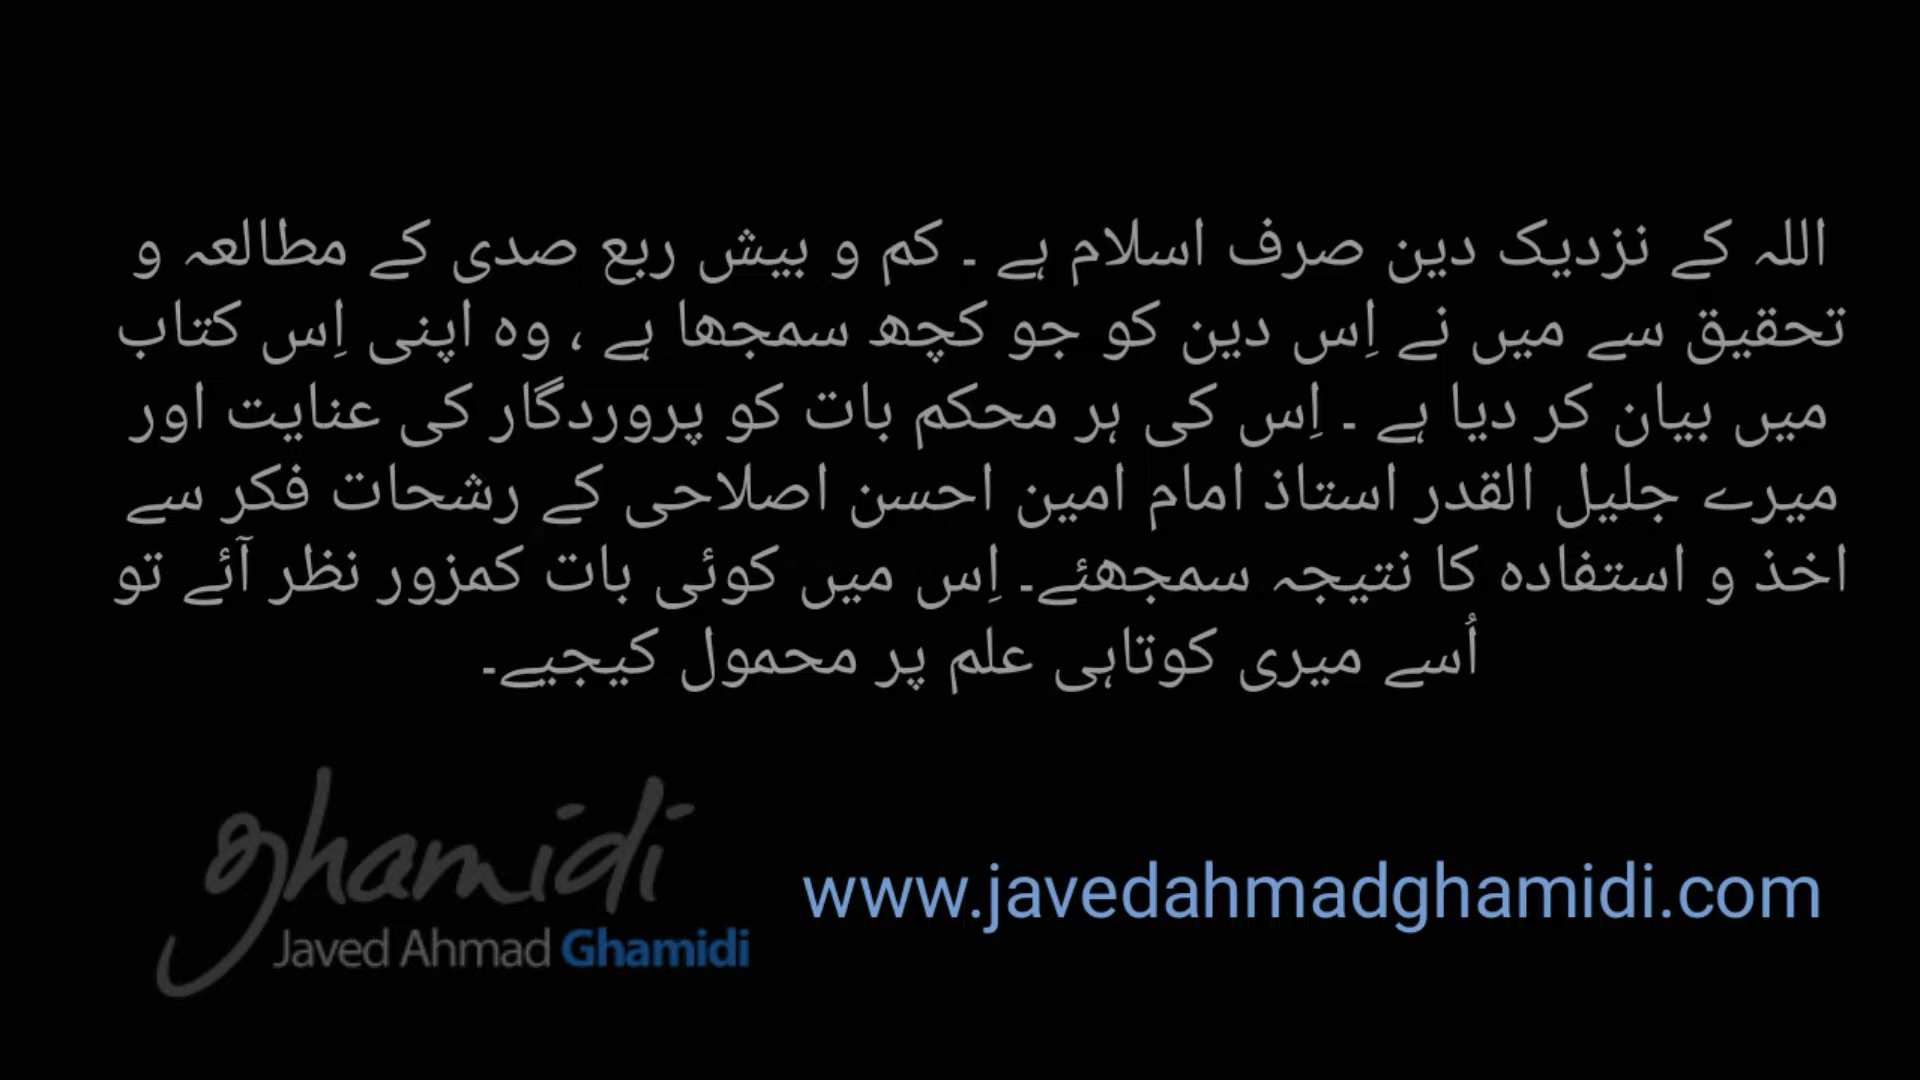 اللہ کے نزدیک دین صرف اسلام ہے ۔ کم و بیش ربع صدی کے مطالعہ و
تحقیق سے میں نے اِس دین کو جو کچھ سمجھا ہے ، وہ اپنی اِس کتاب
میں بیان کر دیا ہے ۔ اِس کی ہر محکم بات کو پروردگار کی عنایت اور
میرے جلیل القدر استاذ امام امین احسن اصلاحی کے رشحات فکر سے
اخذ و استفادہ کا نتیجہ سمجھئے۔ اِس میں کوئی بات کمزور نظر آئے تو
اُسے میری کوتاہی علم پر محمول کیجیے۔
ghamidi
Javed Ahmad Ghamidi
www.javedahmadghamidi.com